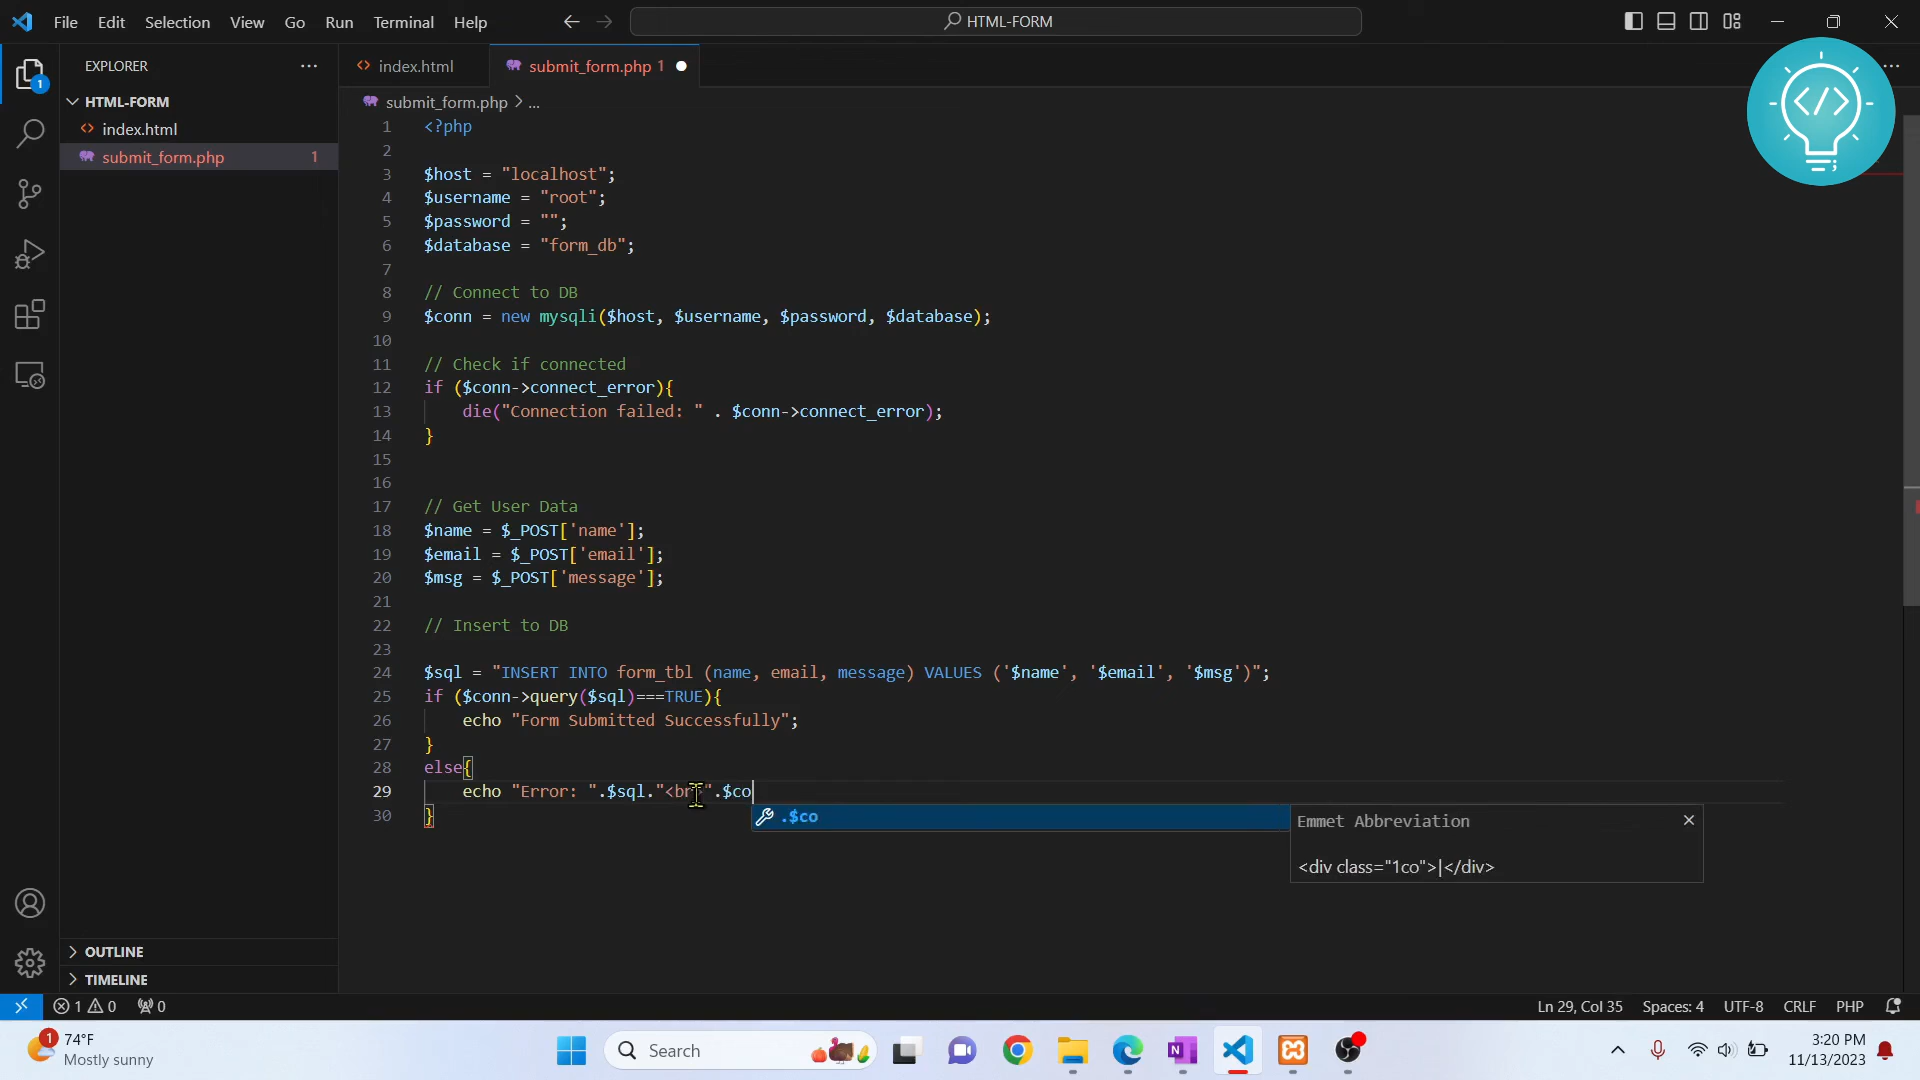 File Edit Selection View Go Run Terminal Help
HTML-FORM
EXPLORER
HTML-FORM
index.html
submit_form.php 1
index.html
submit_form.php 1
submit_form.php > ...
1 <?php
2
3 $host = "localhost";
4 $username = "root";
5 $password = "";
6 $database = "form_db";
7
8 // Connect to DB
9 $conn = new mysqli($host, $username, $password, $database);
10
11 // Check if connected
12 if ($conn->connect_error){
13 die("Connection failed: " . $conn->connect_error);
14 }
15
16
17 // Get User Data
18 $name = $_POST['name'];
19 $email = $_POST['email'];
20 $msg = $_POST['message'];
21
22 // Insert to DB
23
24 $sql = "INSERT INTO form_tbl (name, email, message) VALUES ('$name', '$email', '$msg')";
25 if ($conn->query($sql)===TRUE){
26 echo "Form Submitted Successfully";
27 }
28 else{
29 echo "Error: ".$sql."<br>".$co
30 }
.$co
Emmet Abbreviation
<div class="1co">|</div>
OUTLINE
TIMELINE
1 0 0
Ln 29, Col 35 Spaces: 4 UTF-8 CRLF PHP
1
74°F
Mostly sunny
Search
3:20 PM
11/13/2023